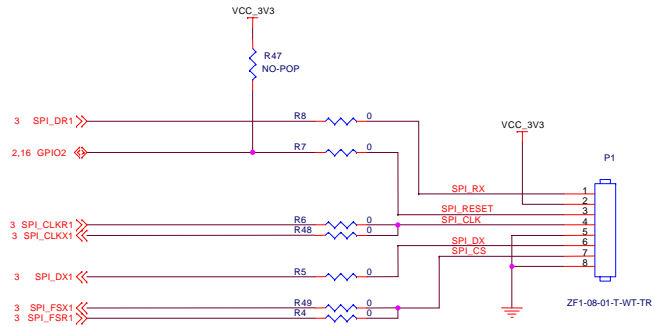 VCC_3V3
R47
NO-POP
3 SPI_DR1 R8 0
VCC_3V3
2,16 GPIO2 R7 0
P1
SPI_RX 1
2
SPI_RESET 3
3 SPI_CLKR1 R6 0 SPI_CLK 4
3 SPI_CLKX1 R48 0 5
SPI_DX 6
SPI_CS 7
8
3 SPI_DX1 R5 0
3 SPI_FSX1 R49 0
ZF1-08-01-T-WT-TR
3 SPI_FSR1 R4 0